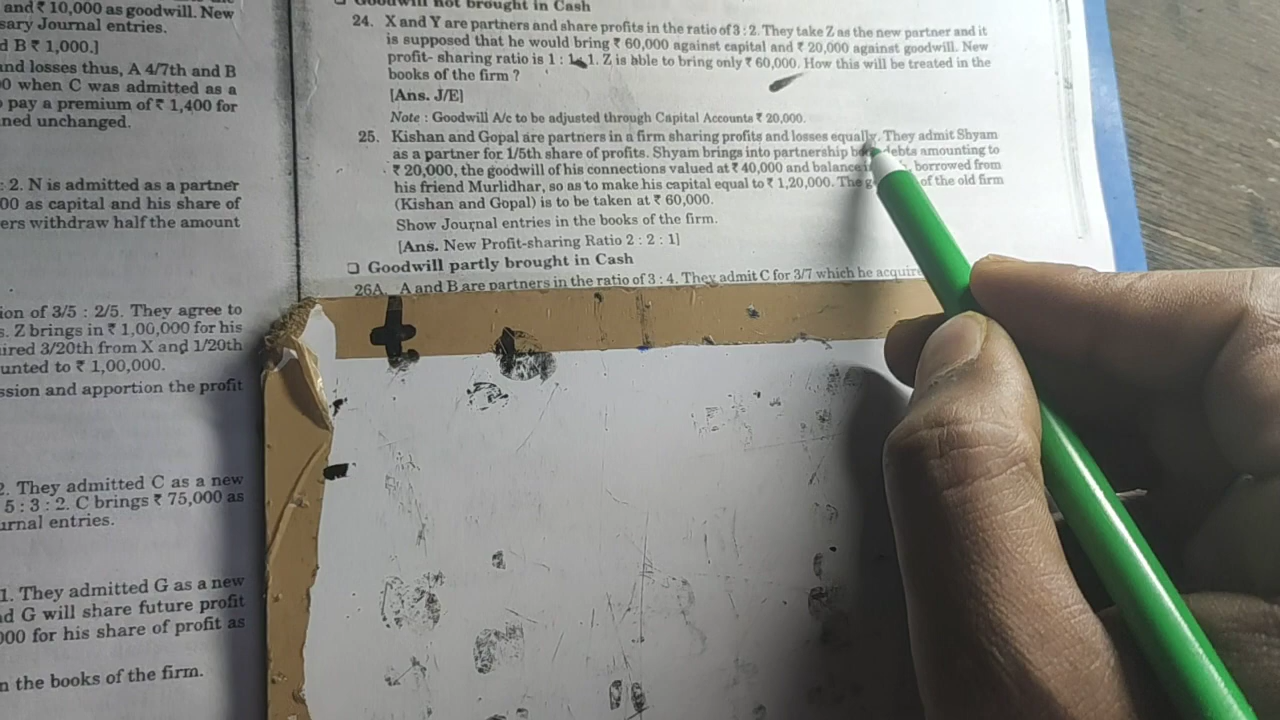 and ₹ 10,000 as goodwill. New
sary Journal entries.
d B ₹ 1,000.]
nd losses thus, A 4/7th and B
0 when C was admitted as a
pay a premium of ₹ 1,400 for
ned unchanged.
: 2. N is admitted as a partner
00 as capital and his share of
ers withdraw half the amount
ion of 3/5 : 2/5. They agree to
s. Z brings in ₹ 1,00,000 for his
ired 3/20th from X and 1/20th
unted to ₹ 1,00,000.
ssion and apportion the profit
2. They admitted C as a new
5 : 3 : 2. C brings ₹ 75,000 as
urnal entries.
1. They admitted G as a new
nd G will share future profit
000 for his share of profit as
n the books of the firm.
❑ Goodwill not brought in Cash
24. X and Y are partners and share profits in the ratio of 3 : 2. They take Z as the new partner and it
is supposed that he would bring ₹ 60,000 against capital and ₹ 20,000 against goodwill. New
profit- sharing ratio is 1 : 1 : 1. Z is able to bring only ₹ 60,000. How this will be treated in the
books of the firm ?
[Ans. J/E]
Note : Goodwill A/c to be adjusted through Capital Accounts ₹ 20,000.
25. Kishan and Gopal are partners in a firm sharing profits and losses equally. They admit Shyam
as a partner for 1/5th share of profits. Shyam brings into partnership debts amounting to
₹ 20,000, the goodwill of his connections valued at ₹ 40,000 and balance borrowed from
his friend Murlidhar, so as to make his capital equal to ₹ 1,20,000. The of the old firm
(Kishan and Gopal) is to be taken at ₹ 60,000.
Show Journal entries in the books of the firm.
[Ans. New Profit-sharing Ratio 2 : 2 : 1]
❑ Goodwill partly brought in Cash
26A. A and B are partners in the ratio of 3 : 4. They admit C for 3/7 which he acquire